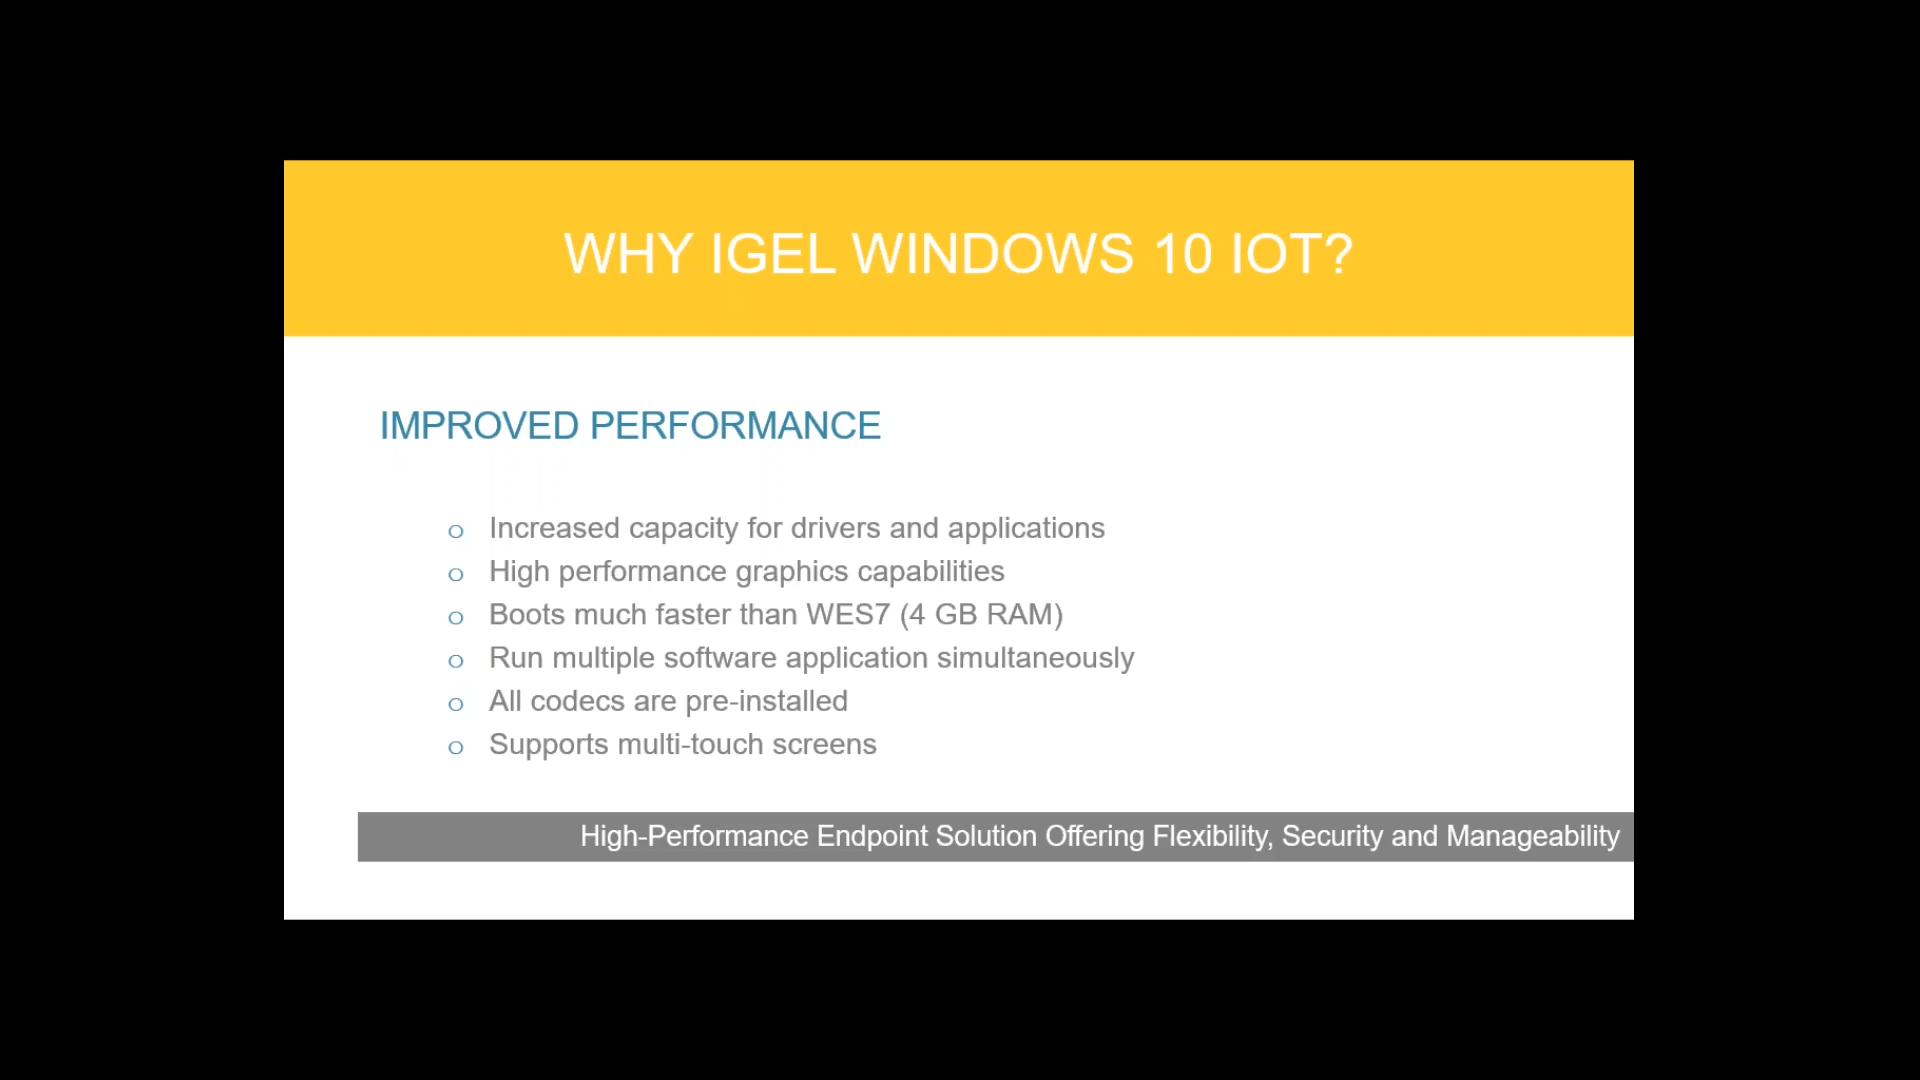 WHY IGEL WINDOWS 10 IOT?
IMPROVED PERFORMANCE
o Increased capacity for drivers and applications
o High performance graphics capabilities
o Boots much faster than WES7 (4 GB RAM)
o Run multiple software application simultaneously
o All codecs are pre-installed
o Supports multi-touch screens
High-Performance Endpoint Solution Offering Flexibility, Security and Manageability